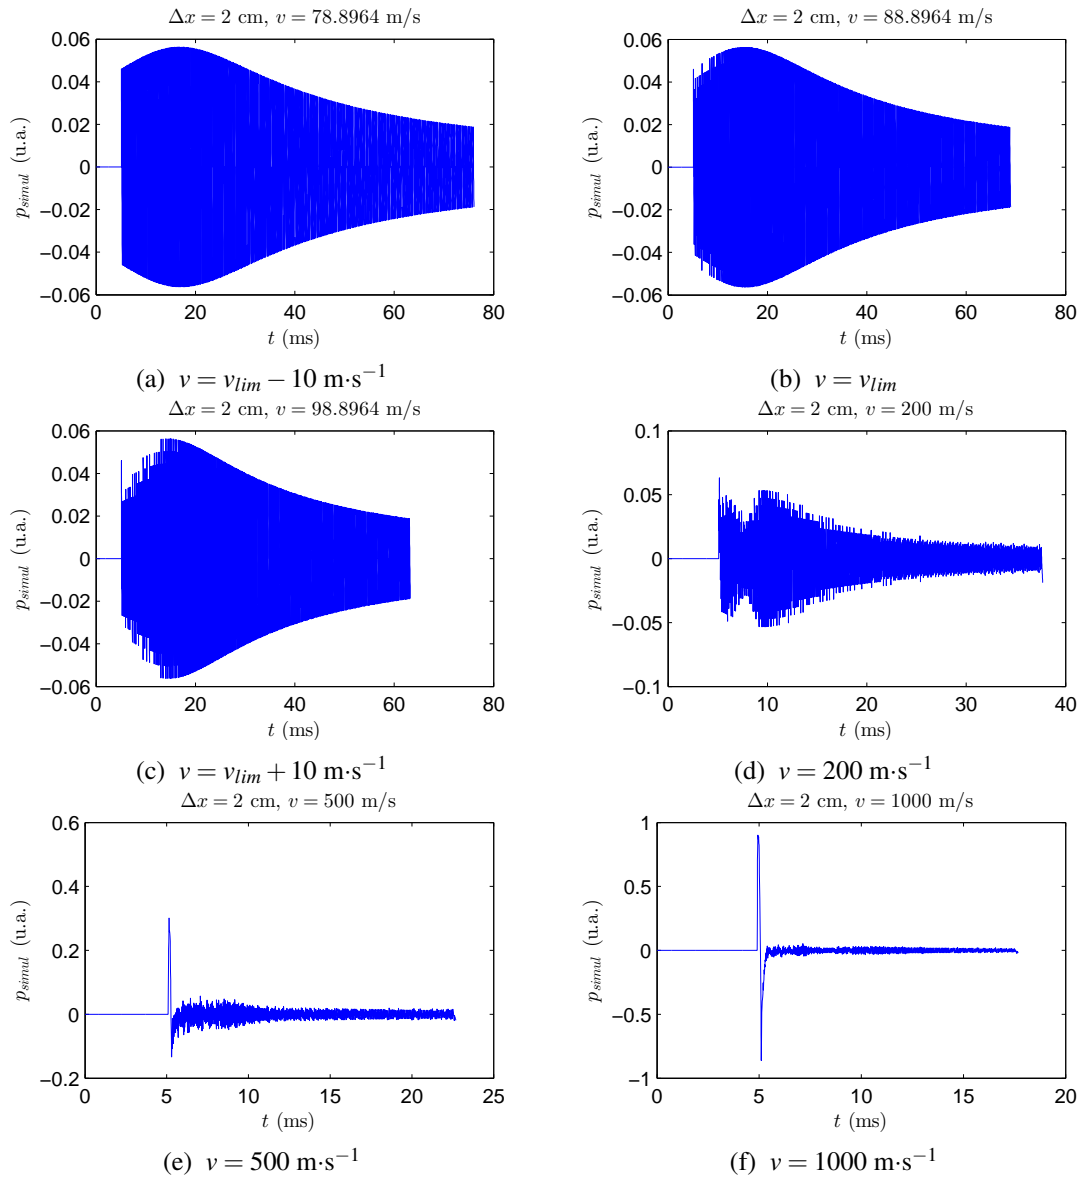 Δx = 2 cm, v = 78.8964 m/s
0.06
0.04
0.02
0
−0.02
−0.04
−0.06
p_simul (u.a.)
0 20 40 60 80
t (ms)
(a) v = v_lim − 10 m·s⁻¹
Δx = 2 cm, v = 88.8964 m/s
0.06
0.04
0.02
0
−0.02
−0.04
−0.06
p_simul (u.a.)
0 20 40 60 80
t (ms)
(b) v = v_lim
Δx = 2 cm, v = 98.8964 m/s
0.06
0.04
0.02
0
−0.02
−0.04
−0.06
p_simul (u.a.)
0 20 40 60 80
t (ms)
(c) v = v_lim + 10 m·s⁻¹
Δx = 2 cm, v = 200 m/s
0.1
0.05
0
−0.05
−0.1
p_simul (u.a.)
0 10 20 30 40
t (ms)
(d) v = 200 m·s⁻¹
Δx = 2 cm, v = 500 m/s
0.6
0.4
0.2
0
−0.2
p_simul (u.a.)
0 5 10 15 20 25
t (ms)
(e) v = 500 m·s⁻¹
Δx = 2 cm, v = 1000 m/s
1
0.5
0
−0.5
−1
p_simul (u.a.)
0 5 10 15 20
t (ms)
(f) v = 1000 m·s⁻¹